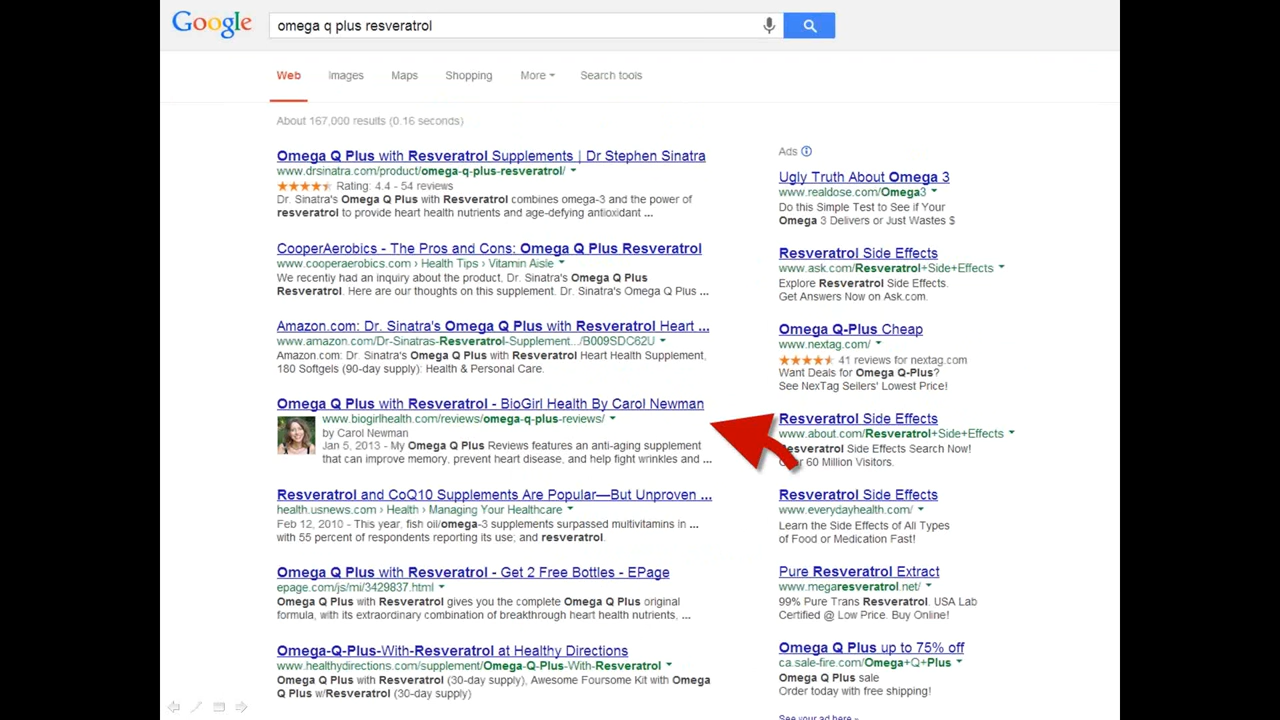 Google
omega q plus resveratrol
Web Images Maps Shopping More Search tools
About 167,000 results (0.16 seconds)
Omega Q Plus with Resveratrol Supplements | Dr Stephen Sinatra
www.drsinatra.com/product/omega-q-plus-resveratrol/
Rating: 4.4 - 54 reviews
Dr. Sinatra's Omega Q Plus with Resveratrol combines omega-3 and the power of
resveratrol to provide heart health nutrients and age-defying antioxidant ...
CooperAerobics - The Pros and Cons: Omega Q Plus Resveratrol
www.cooperaerobics.com › Health Tips › Vitamin Aisle
We recently had an inquiry about the product, Dr. Sinatra's Omega Q Plus
Resveratrol. Here are our thoughts on this supplement. Dr. Sinatra's Omega Q Plus ...
Amazon.com: Dr. Sinatra's Omega Q Plus with Resveratrol Heart ...
www.amazon.com/Dr-Sinatras-Resveratrol-Supplement.../B009SDC62U
Amazon.com: Dr. Sinatra's Omega Q Plus with Resveratrol Heart Health Supplement,
180 Softgels (90-day supply): Health & Personal Care.
Omega Q Plus with Resveratrol - BioGirl Health By Carol Newman
www.biogirlhealth.com/reviews/omega-q-plus-reviews/
by Carol Newman
Jan 5, 2013 - My Omega Q Plus Reviews features an anti-aging supplement
that can improve memory, prevent heart disease, and help fight wrinkles and ...
Resveratrol and CoQ10 Supplements Are Popular—But Unproven ...
health.usnews.com › Health › Managing Your Healthcare
Feb 12, 2010 - This year, fish oil/omega-3 supplements surpassed multivitamins in ...
with 55 percent of respondents reporting its use; and resveratrol.
Omega Q Plus with Resveratrol - Get 2 Free Bottles - EPage
epage.com/js/mi/3429837.html
Omega Q Plus with Resveratrol gives you the complete Omega Q Plus original
formula, with its extraordinary combination of breakthrough heart health nutrients, ...
Omega-Q-Plus-With-Resveratrol at Healthy Directions
www.healthydirections.com/supplement/Omega-Q-Plus-With-Resveratrol
Omega Q Plus with Resveratrol (30-day supply), Awesome Foursome Kit with Omega
Q Plus w/Resveratrol (30-day supply)
Ads
Ugly Truth About Omega 3
www.realdose.com/Omega3
Do this Simple Test to See if Your
Omega 3 Delivers or Just Wastes $
Resveratrol Side Effects
www.ask.com/Resveratrol+Side+Effects
Explore Resveratrol Side Effects.
Get Answers Now on Ask.com.
Omega Q-Plus Cheap
www.nextag.com/
41 reviews for nextag.com
Want Deals for Omega Q-Plus?
See NexTag Sellers' Lowest Price!
Resveratrol Side Effects
www.about.com/Resveratrol+Side+Effects
Resveratrol Side Effects Search Now!
Over 60 Million Visitors.
Resveratrol Side Effects
www.everydayhealth.com/
Learn the Side Effects of All Types
of Food or Medication Fast!
Pure Resveratrol Extract
www.megaresveratrol.net/
99% Pure Trans Resveratrol. USA Lab
Certified @ Low Price. Buy Online!
Omega Q Plus up to 75% off
ca.sale-fire.com/Omega+Q+Plus
Omega Q Plus sale
Order today with free shipping!
See your ad here »